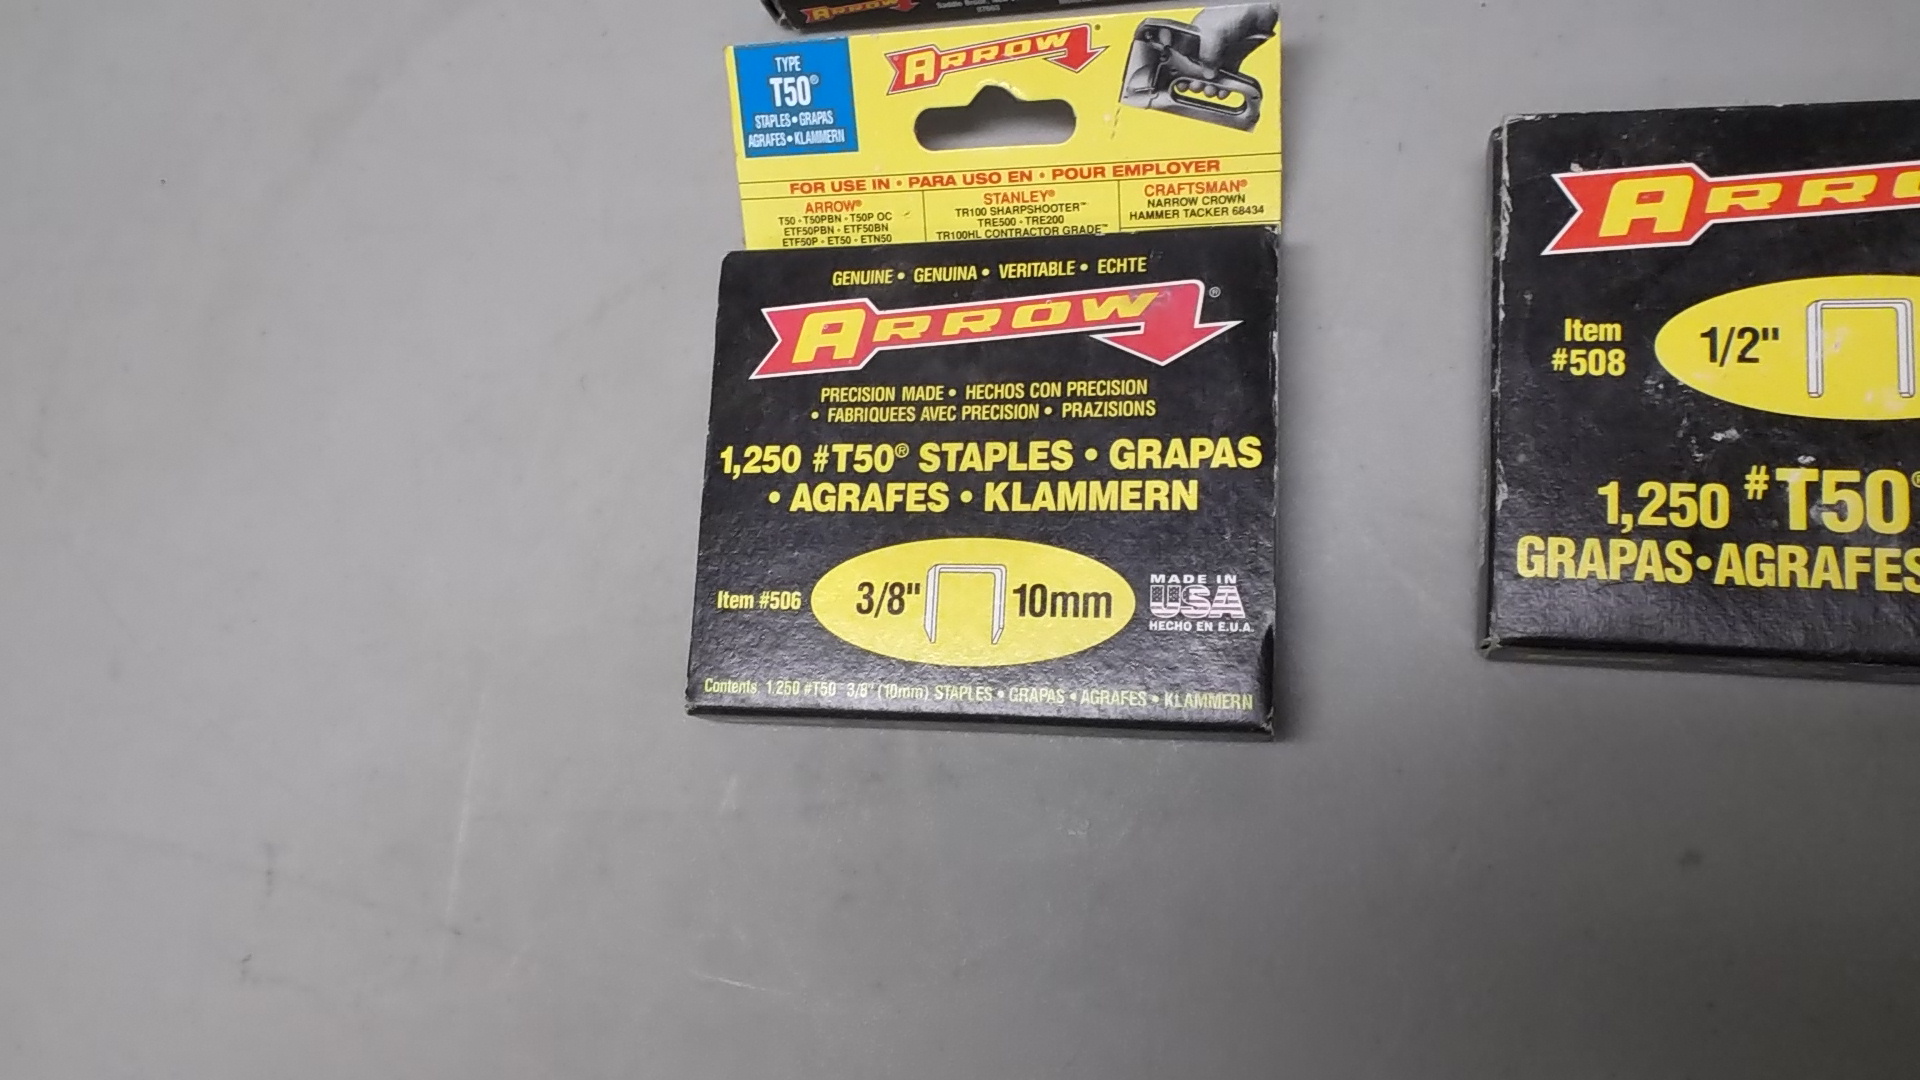 ARROW
TYPE
T50®
STAPLES • GRAPAS
AGRAFES • KLAMMERN
ARROW®
FOR USE IN • PARA USO EN • POUR EMPLOYER
ARROW®
T50 - T50PBN - T50P OC
ETF50PBN - ETF50BN
ETF50P - ET50 - ETN50
STANLEY®
TR100 SHARPSHOOTER™
TRE500 - TRE200
TR100HL CONTRACTOR GRADE™
CRAFTSMAN®
NARROW CROWN
HAMMER TACKER 68434
GENUINE • GENUINA • VERITABLE • ECHTE
ARROW®
PRECISION MADE • HECHOS CON PRECISION
• FABRIQUEES AVEC PRECISION • PRAZISIONS
1,250 #T50® STAPLES • GRAPAS
• AGRAFES • KLAMMERN
Item #506
3/8" 10mm
MADE IN
USA
HECHO EN E.U.A.
Contents: 1,250 #T50 3/8" (10mm) STAPLES • GRAPAS • AGRAFES • KLAMMERN
ARRO
Item
#508
1/2"
1,250 #T50®
GRAPAS•AGRAFES